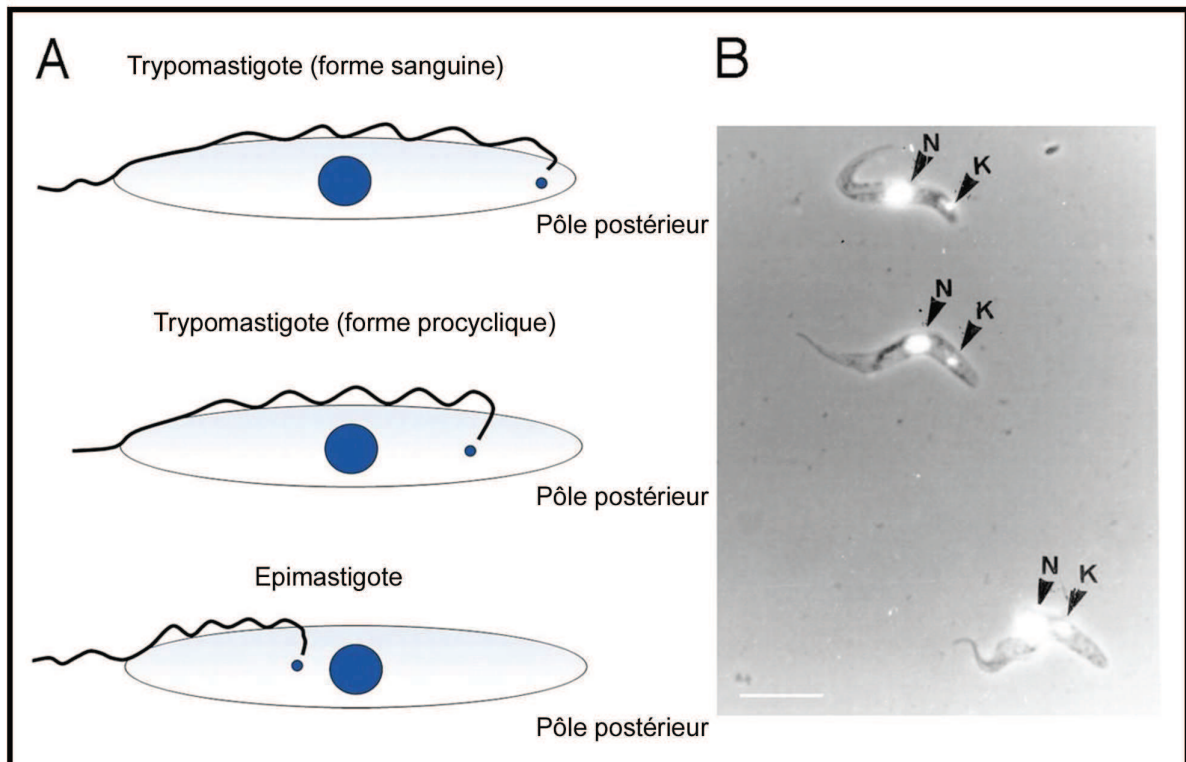 A
Trypomastigote (forme sanguine)
Pôle postérieur
Trypomastigote (forme procyclique)
Pôle postérieur
Epimastigote
Pôle postérieur
B
N
K
N
K
N
K